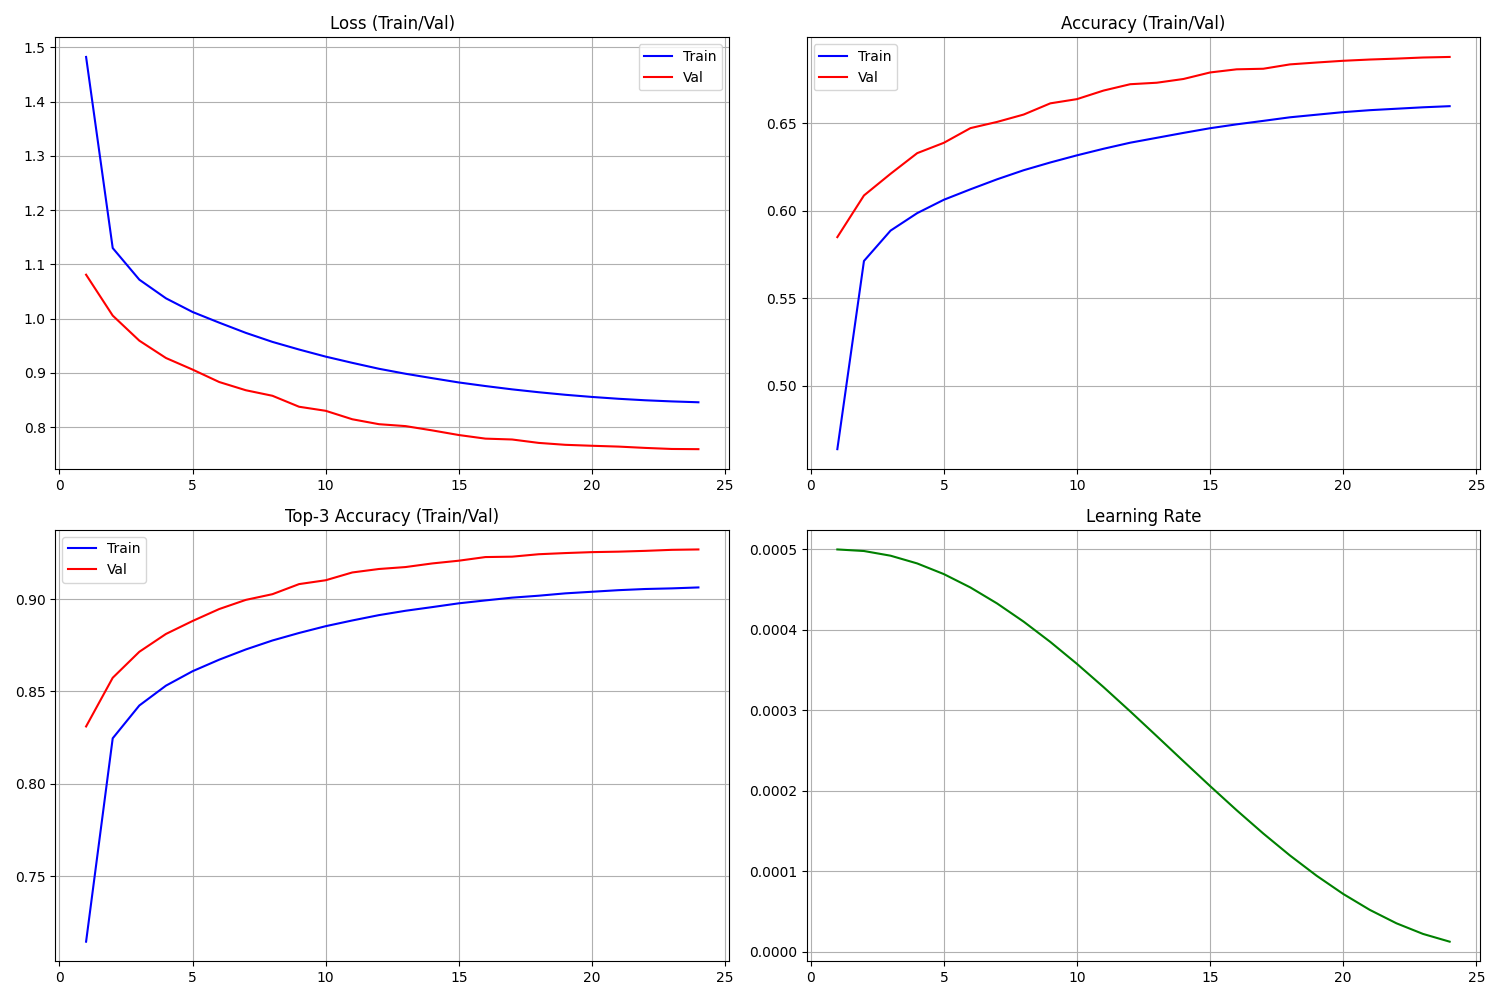 Loss (Train/Val)
1.5
1.4
1.3
1.2
1.1
1.0
0.9
0.8
0 5 10 15 20 25
Train
Val
Accuracy (Train/Val)
0.65
0.60
0.55
0.50
0 5 10 15 20 25
Train
Val
Top-3 Accuracy (Train/Val)
0.90
0.85
0.80
0.75
0 5 10 15 20 25
Train
Val
Learning Rate
0.0005
0.0004
0.0003
0.0002
0.0001
0.0000
0 5 10 15 20 25